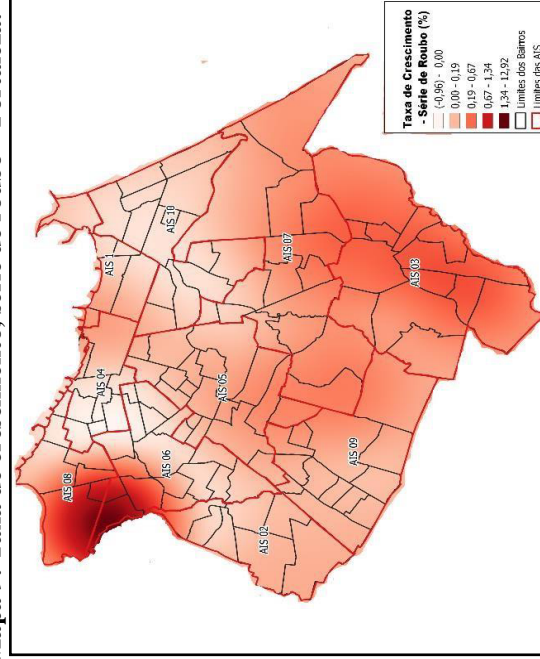 Taxa de Crescimento
- Série de Roubo (%)
(-0,96) - 0,00
0,00 - 0,19
0,19 - 0,67
0,67 - 1,34
1,34 - 12,92
Limites dos Bairros
Limites das AIS
AIS 08
AIS 04
AIS 1
AIS 10
AIS 06
AIS 05
AIS 07
AIS 02
AIS 09
AIS 03